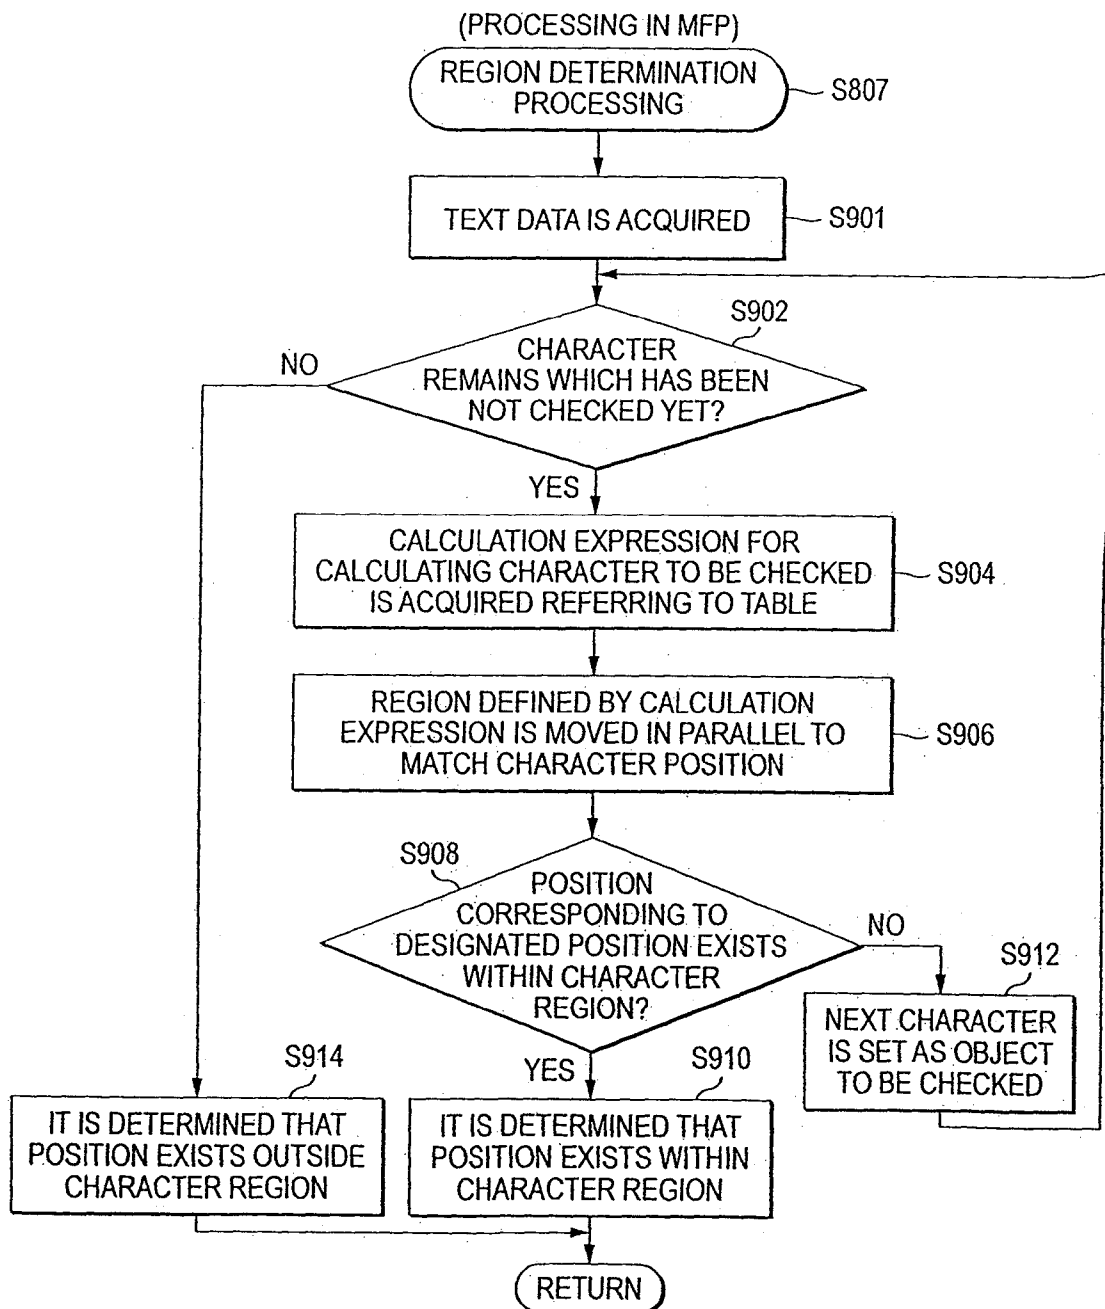 (PROCESSING IN MFP)
REGION DETERMINATION
PROCESSING
S807
TEXT DATA IS ACQUIRED
S901
S902
CHARACTER
REMAINS WHICH HAS BEEN
NOT CHECKED YET?
NO
YES
CALCULATION EXPRESSION FOR
CALCULATING CHARACTER TO BE CHECKED
IS ACQUIRED REFERRING TO TABLE
S904
REGION DEFINED BY CALCULATION
EXPRESSION IS MOVED IN PARALLEL TO
MATCH CHARACTER POSITION
S906
S908
POSITION
CORRESPONDING TO
DESIGNATED POSITION EXISTS
WITHIN CHARACTER
REGION?
NO
S912
NEXT CHARACTER
IS SET AS OBJECT
TO BE CHECKED
YES
S914
IT IS DETERMINED THAT
POSITION EXISTS OUTSIDE
CHARACTER REGION
S910
IT IS DETERMINED THAT
POSITION EXISTS WITHIN
CHARACTER REGION
RETURN